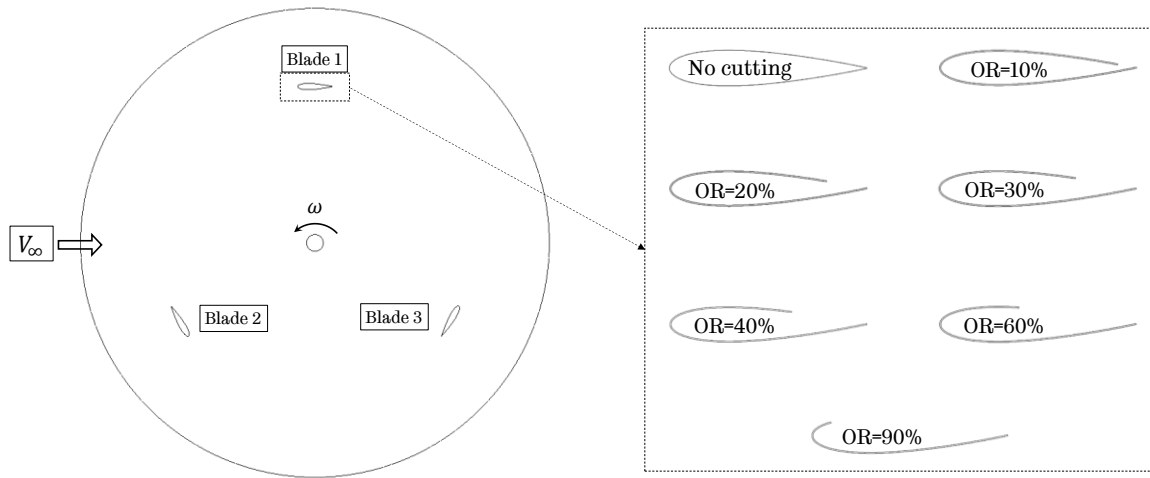 Blade 1
ω
V∞
Blade 2
Blade 3
No cutting
OR=10%
OR=20%
OR=30%
OR=40%
OR=60%
OR=90%